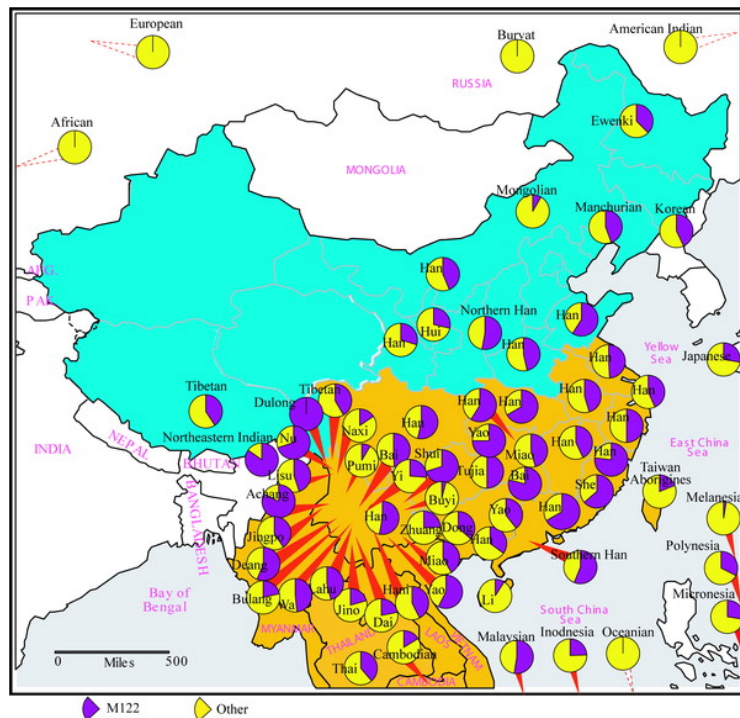 European
Buryat
American Indian
RUSSIA
African
Ewenki
MONGOLIA
Mongolian
Manchurian
Korean
AFG.
Han
PAK.
Northern Han
Hui
Han
Han
Han
Yellow
Sea
Han
Japanese
Tibetan
Tibetan
Dulong
Han
Han
Han
Han
Naxi
Han
Northeastern Indian
Nu
Yao
East China
Sea
INDIA
NEPAL
BHUTAN
Bai
Shui
Miao
Han
Han
Pumi
Lisu
Yi
Tujia
Bai
She
Taiwan
Aborigines
Achang
Buyi
BANGLADESH
Han
Yao
Han
Melanesia
Jingpo
Zhuang
Dong
Han
Deang
Miao
Southern Han
Polynesia
Bay of
Bengal
Bulang
Wa
Lahu
Jino
Hani
Yao
Li
Micronesia
Dai
MYANMAR
THAILAND
LAOS
VIETNAM
South China
Sea
0
Miles
500
Cambodian
Malaysian
Inodnesia
Oceanian
Thai
CAMBODIA
M122
Other